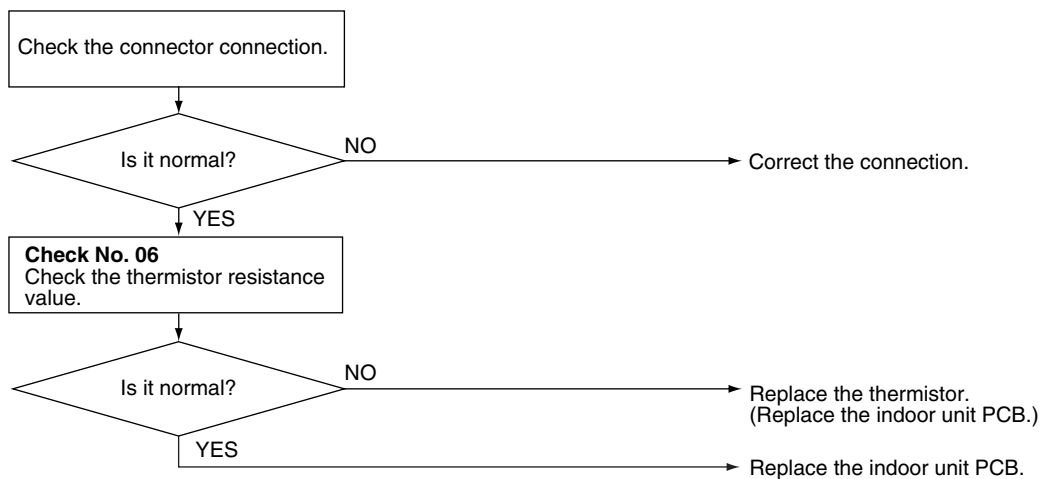 Check the connector connection.
Is it normal?
NO
Correct the connection.
YES
Check No. 06
Check the thermistor resistance
value.
Is it normal?
NO
Replace the thermistor.
(Replace the indoor unit PCB.)
YES
Replace the indoor unit PCB.